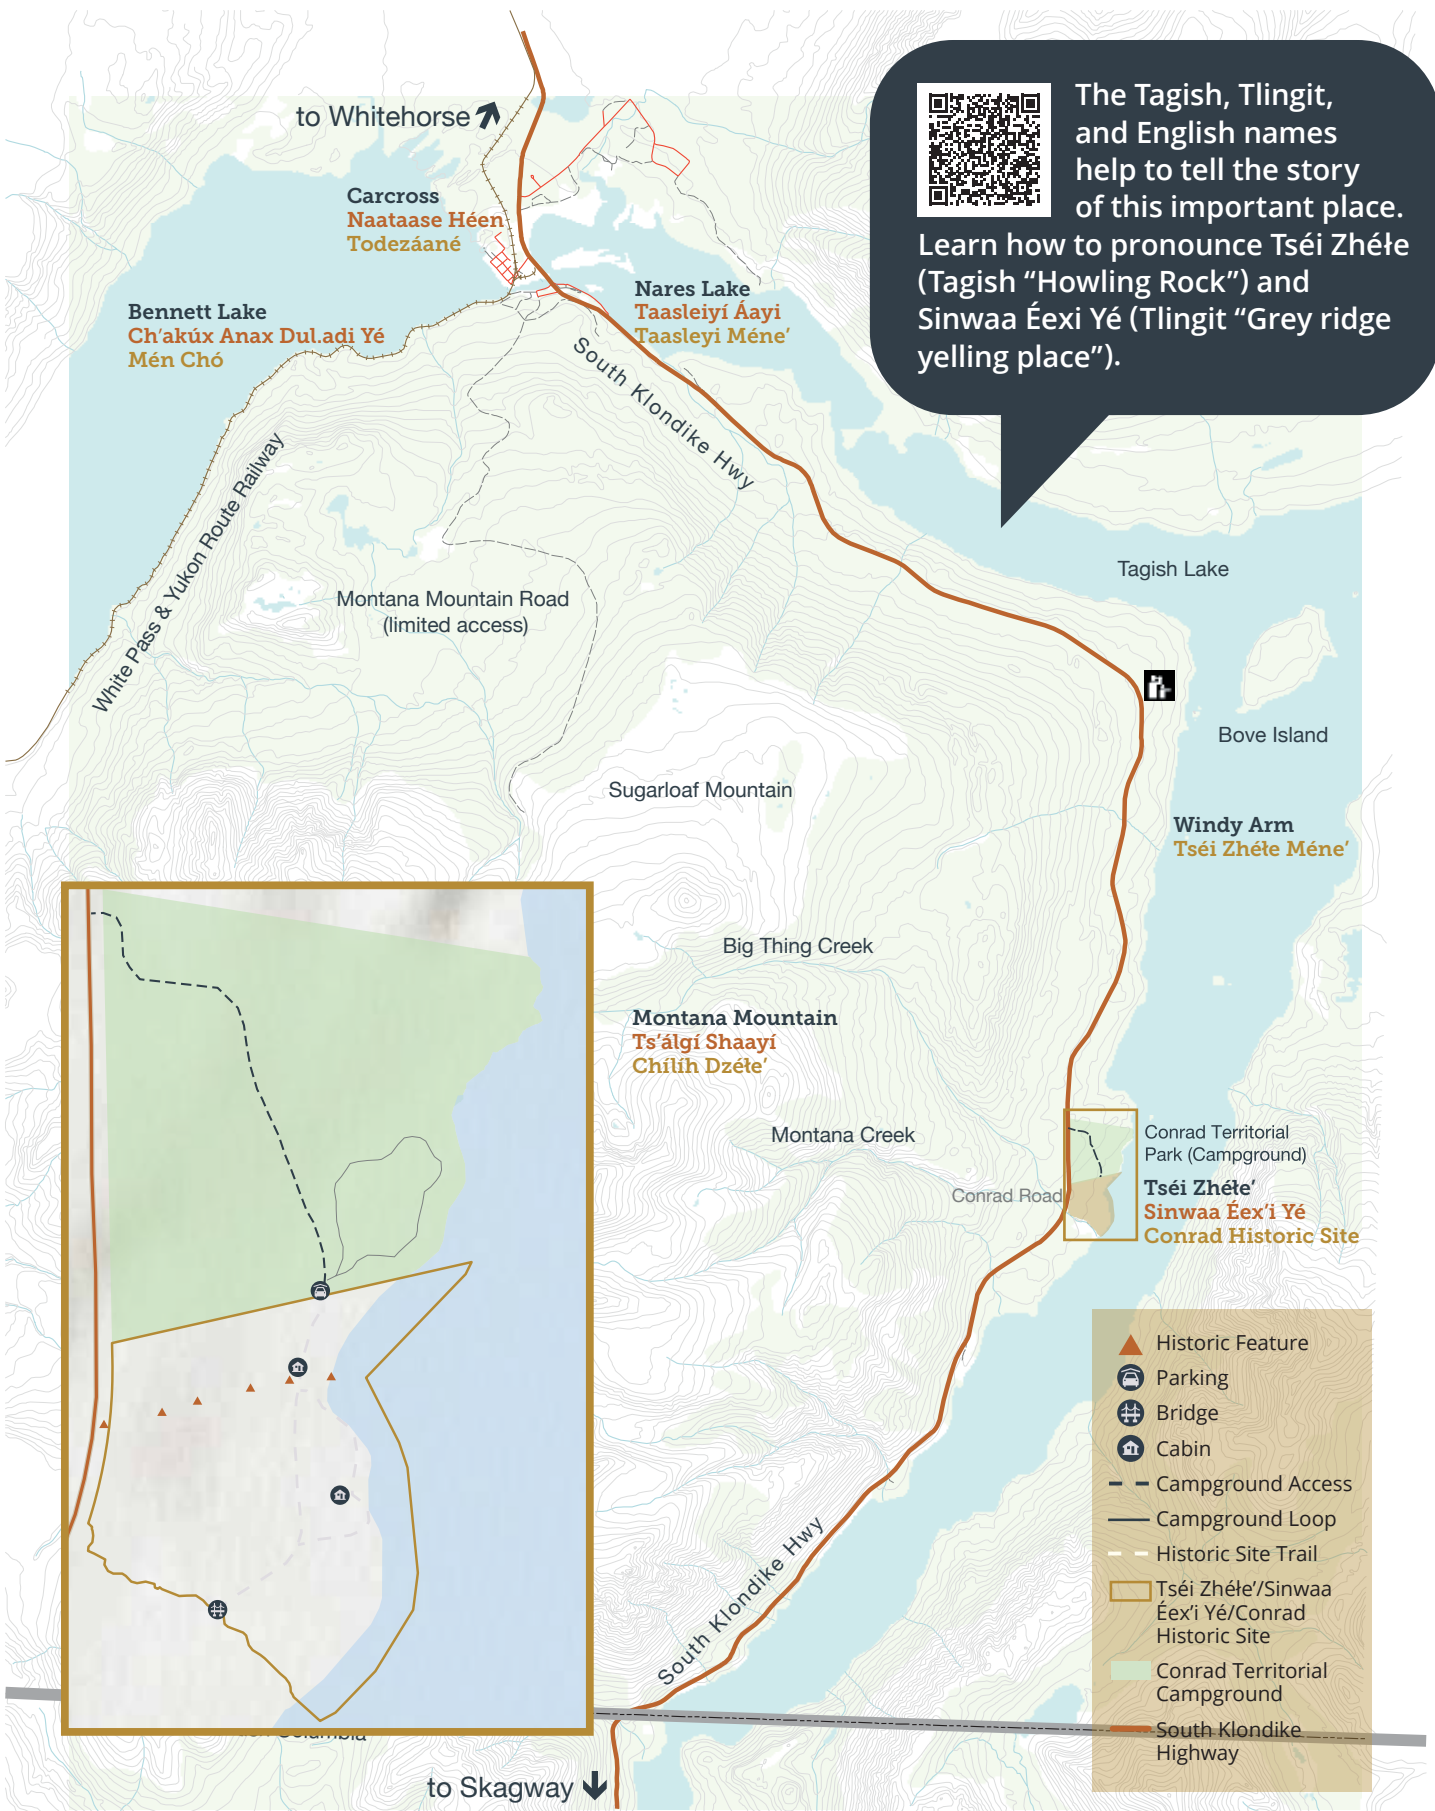 to Whitehorse
The Tagish, Tlingit,
and English names
help to tell the story
of this important place.
Learn how to pronounce Tséi Zhéłe
(Tagish “Howling Rock”) and
Sinwaa Éexi Yé (Tlingit “Grey ridge
yelling place”).
Carcross
Naataase Héen
Todezáané
Bennett Lake
Ch’akúx Anax Dul.adi Yé
Mén Chó
Nares Lake
Taasleiyí Áayi
Taasleyi Méne’
South Klondike Hwy
White Pass & Yukon Route Railway
Tagish Lake
Montana Mountain Road
(limited access)
Bove Island
Sugarloaf Mountain
Windy Arm
Tséi Zhéłe Méne’
Big Thing Creek
Montana Mountain
Ts’álgí Shaayí
Chílíh Dzéłe’
Montana Creek
Conrad Territorial
Park (Campground)
Conrad Road
Tséi Zhéłe’
Sinwaa Éex’i Yé
Conrad Historic Site
Historic Feature
Parking
Bridge
Cabin
Campground Access
Campground Loop
Historic Site Trail
Tséi Zhéłe’/Sinwaa
Éex’i Yé/Conrad
Historic Site
Conrad Territorial
Campground
South Klondike
Highway
South Klondike Hwy
Columbia
to Skagway